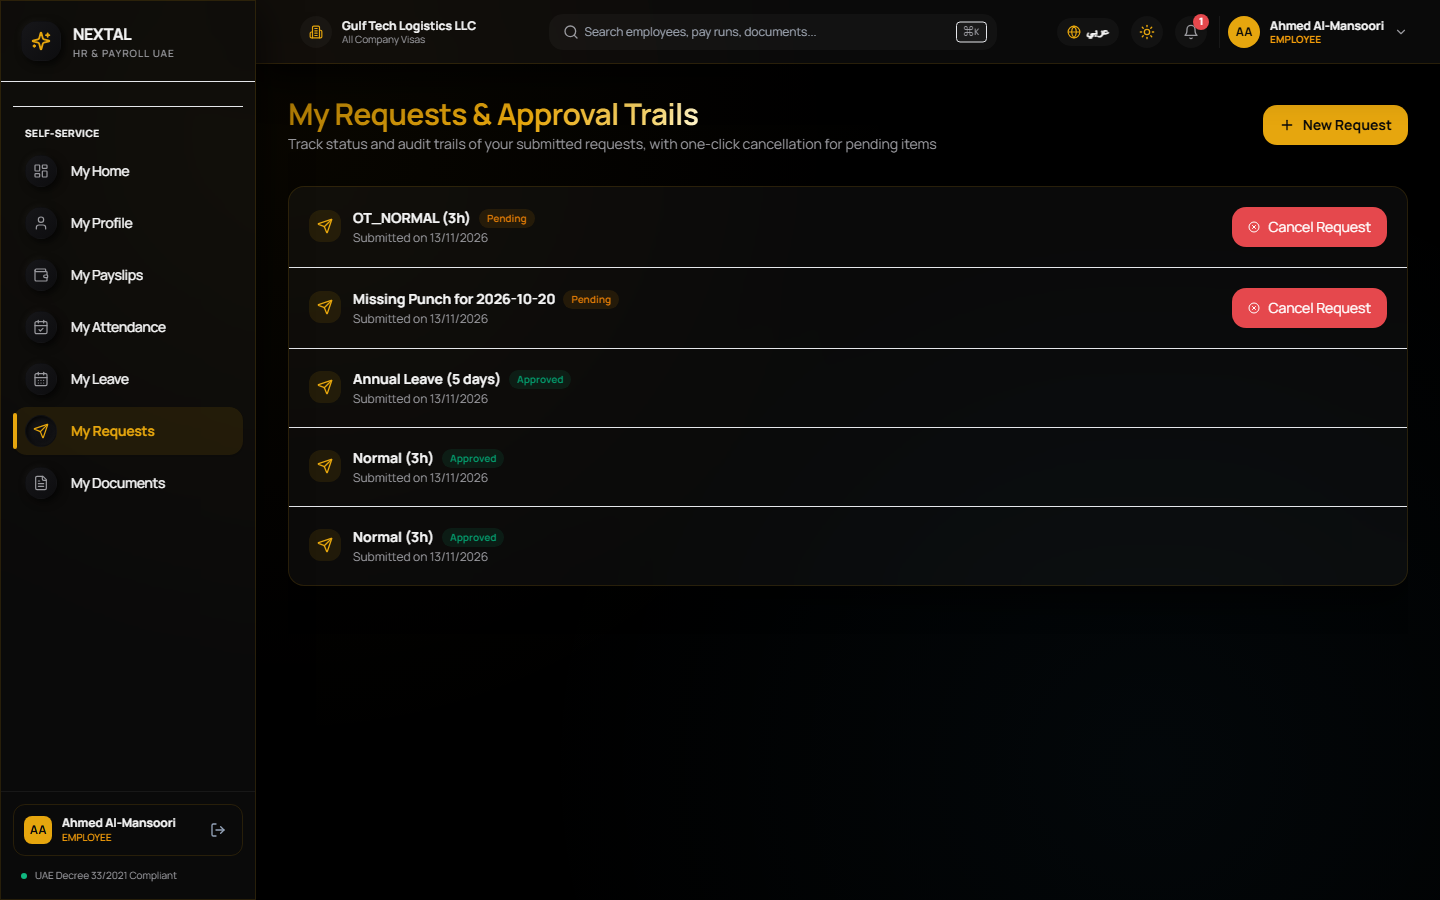 NEXTAL
HR & PAYROLL UAE
Gulf Tech Logistics LLC
All Company Visas
Search employees, pay runs, documents...
⌘K
عربي
1
AA
Ahmed Al-Mansoori
EMPLOYEE
SELF-SERVICE
My Home
My Profile
My Payslips
My Attendance
My Leave
My Requests
My Documents
My Requests & Approval Trails
Track status and audit trails of your submitted requests, with one-click cancellation for pending items
New Request
OT_NORMAL (3h) Pending
Submitted on 13/11/2026
Cancel Request
Missing Punch for 2026-10-20 Pending
Submitted on 13/11/2026
Cancel Request
Annual Leave (5 days) Approved
Submitted on 13/11/2026
Normal (3h) Approved
Submitted on 13/11/2026
Normal (3h) Approved
Submitted on 13/11/2026
AA
Ahmed Al-Mansoori
EMPLOYEE
UAE Decree 33/2021 Compliant